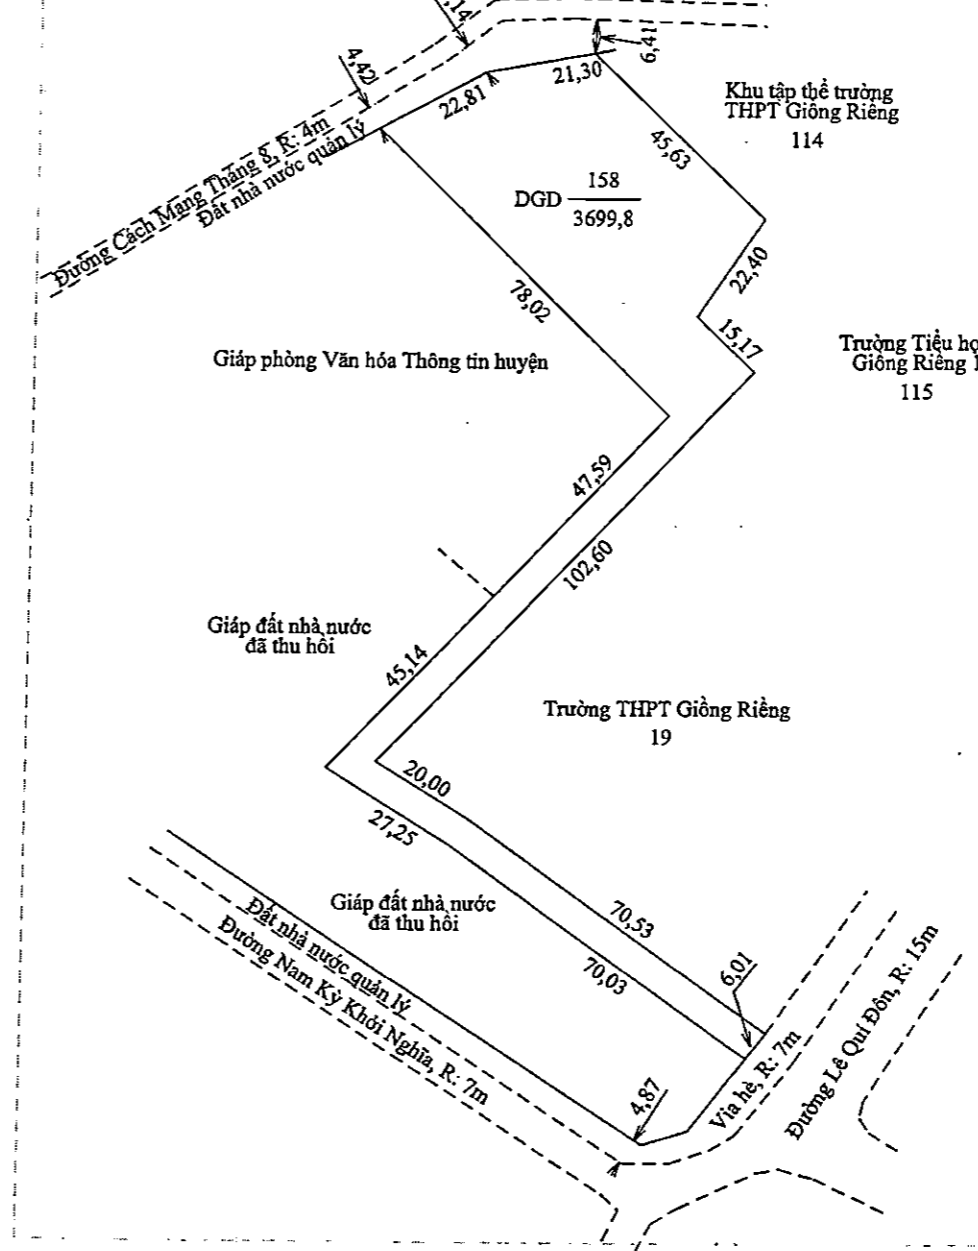 ,14
4,42
6,41
21,30
22,81
Khu tập thể trường
THPT Giồng Riềng
114
45,63
Đường Cách Mạng Tháng 8, R: 4m
Đất nhà nước quản lý
158
DGD
3699,8
22,40
78,02
15,17
Giáp phòng Văn hóa Thông tin huyện
Trường Tiểu họ
Giồng Riềng 1
115
47,59
102,60
Giáp đất nhà nước
đã thu hồi
45,14
Trường THPT Giồng Riềng
19
20,00
27,25
Giáp đất nhà nước
đã thu hồi
70,53
70,03
6,01
Đất nhà nước quản lý
Đường Nam Kỳ Khởi Nghĩa, R: 7m
4,87
Vỉa hè, R: 7m
Đường Lê Quí Đôn, R: 15m